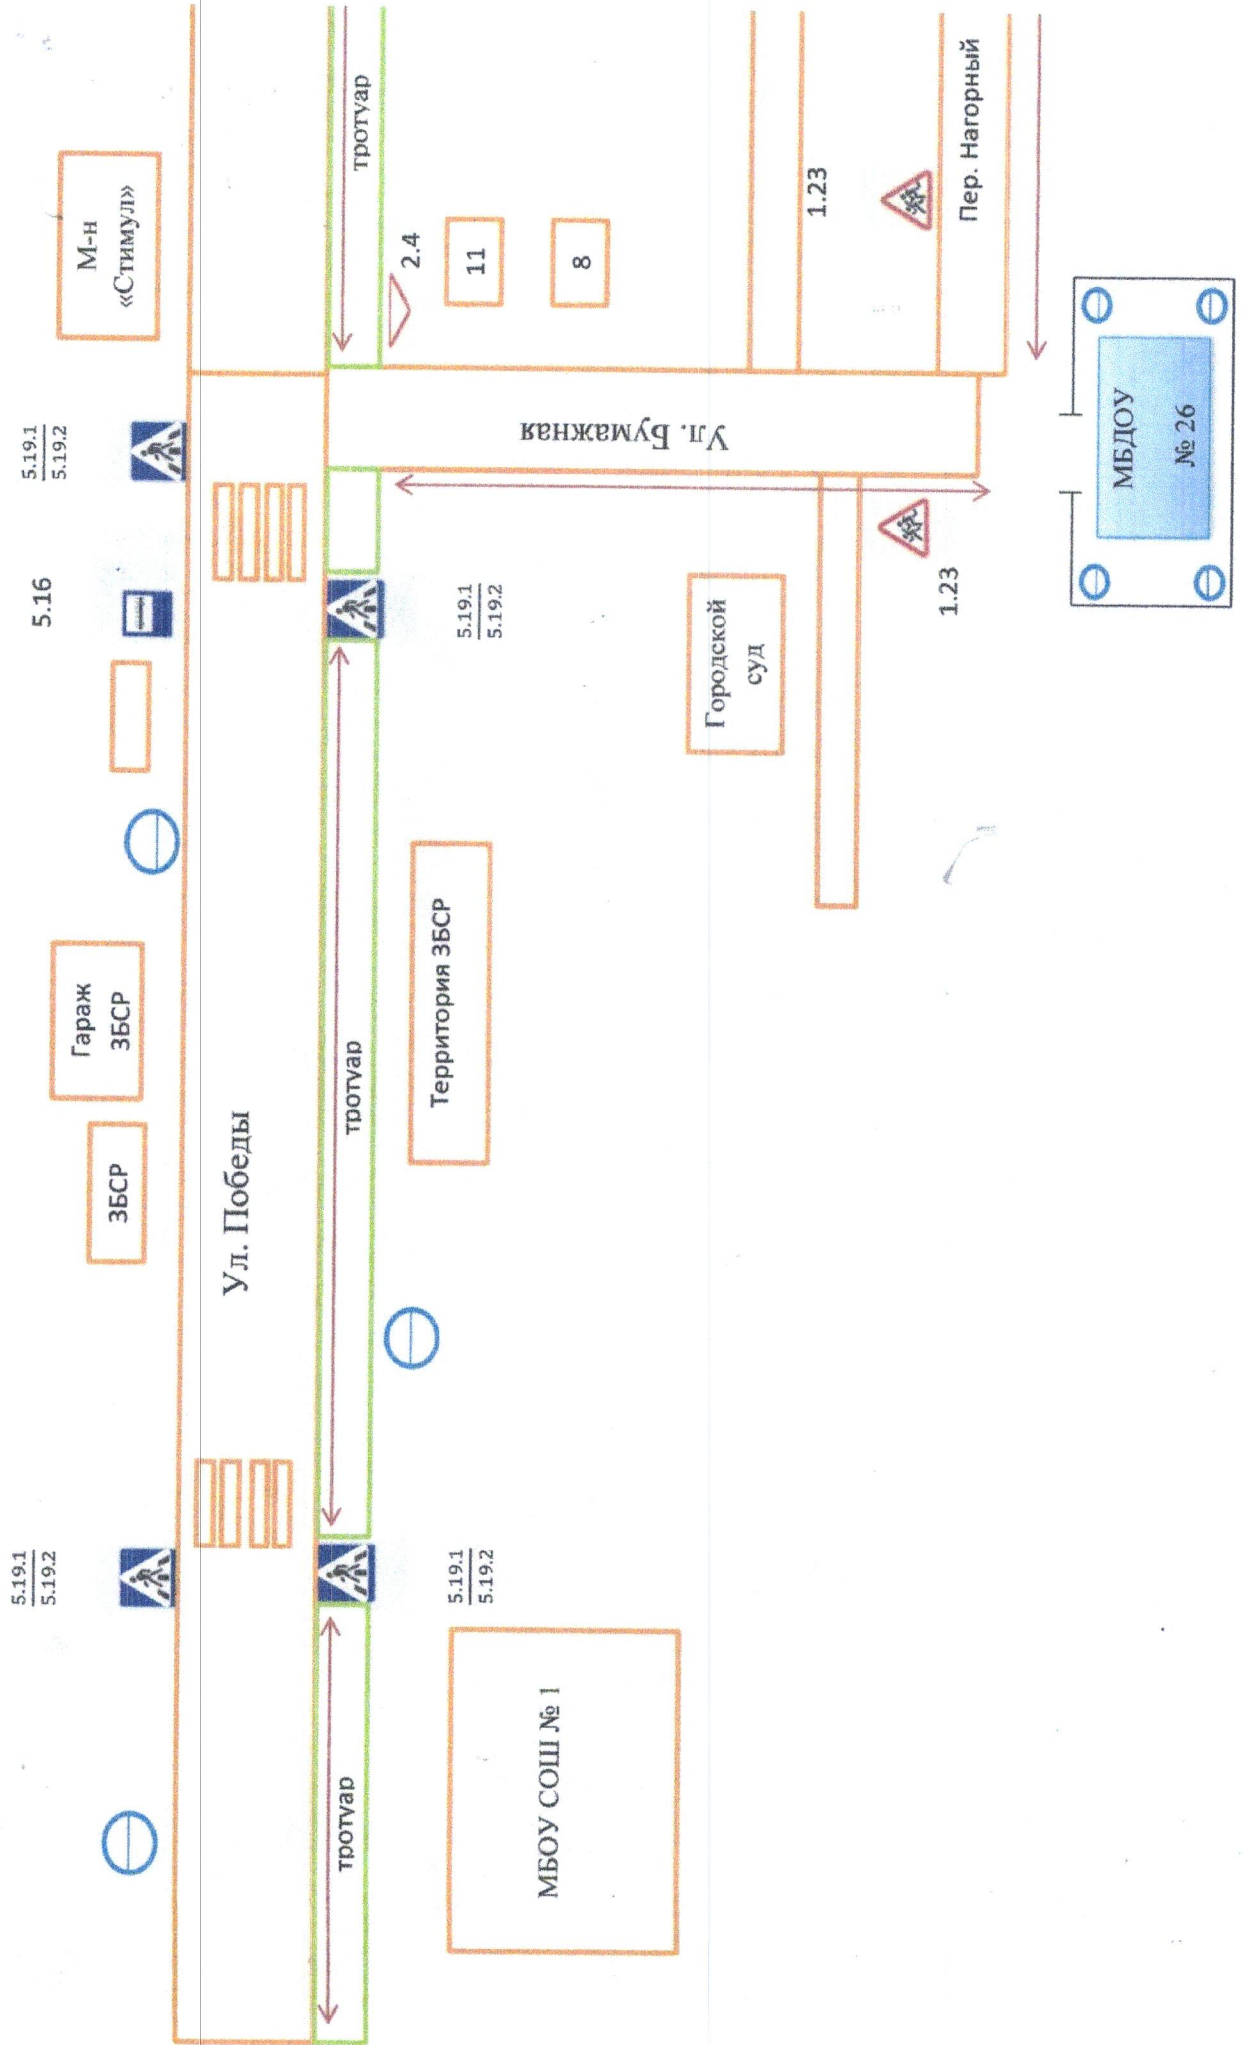 5.19.1
5.19.2
5.19.1
5.19.2
5.16
М-н
«Стимул»
ЗБСР
Гараж
ЗБСР
Ул. Победы
тротуар
тротуар
тротуар
5.19.1
5.19.2
5.19.1
5.19.2
2.4
МБОУ СОШ № 1
Территория ЗБСР
11
8
Ул. Бумажная
Городской
суд
1.23
1.23
Пер. Нагорный
МБДОУ
№ 26